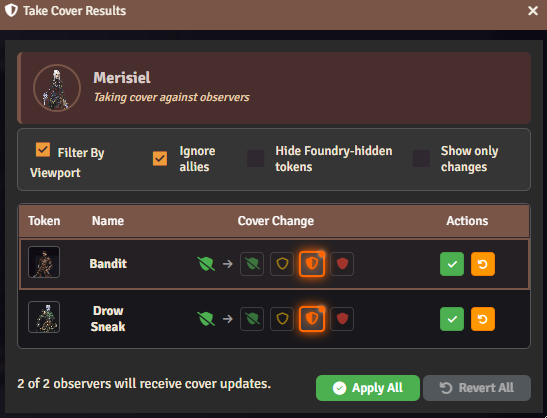 Take Cover Results
Merisiel
Taking cover against observers
Filter By
Viewport
Ignore
allies
Hide Foundry-hidden
tokens
Show only
changes
Token Name Cover Change Actions
Bandit
Drow
Sneak
2 of 2 observers will receive cover updates.
Apply All
Revert All